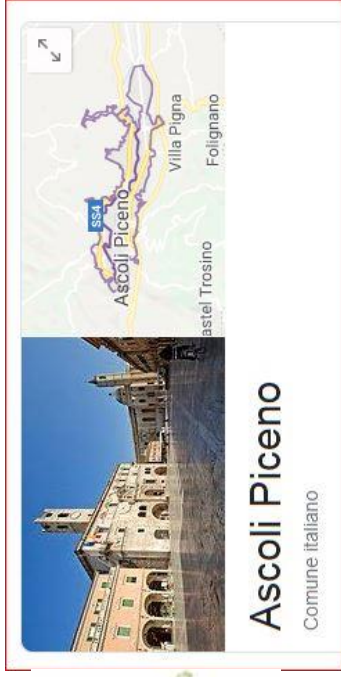 SS4
Ascoli Piceno
Villa Pigna
astel Trosino
Folignano
Ascoli Piceno
Comune italiano